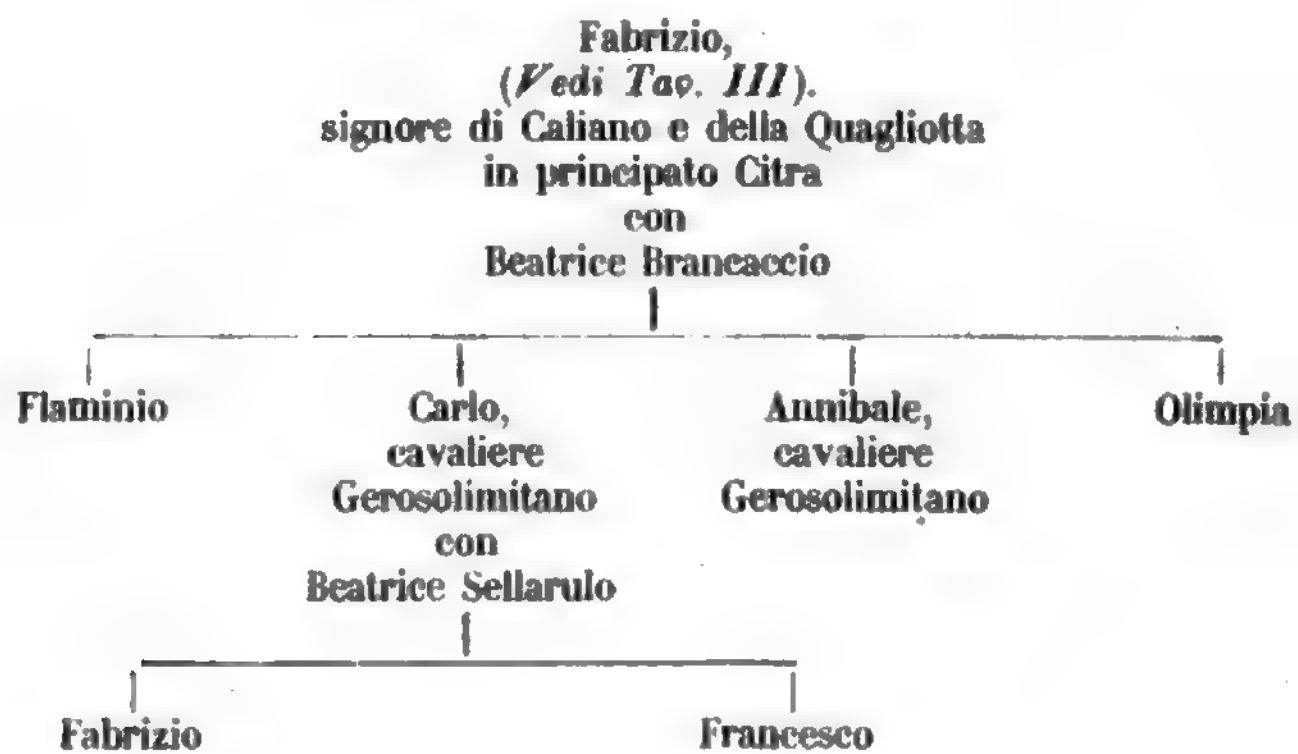 Fabrizio,
(Vedi Tav. III).
signore di Caliano e della Quagliotta
in principato Citra
con
Beatrice Brancaccio
Flaminio
Carlo,
cavaliere
Gerosolimitano
con
Beatrice Sellarulo
Annibale,
cavaliere
Gerosolimitano
Olimpia
Fabrizio
Francesco